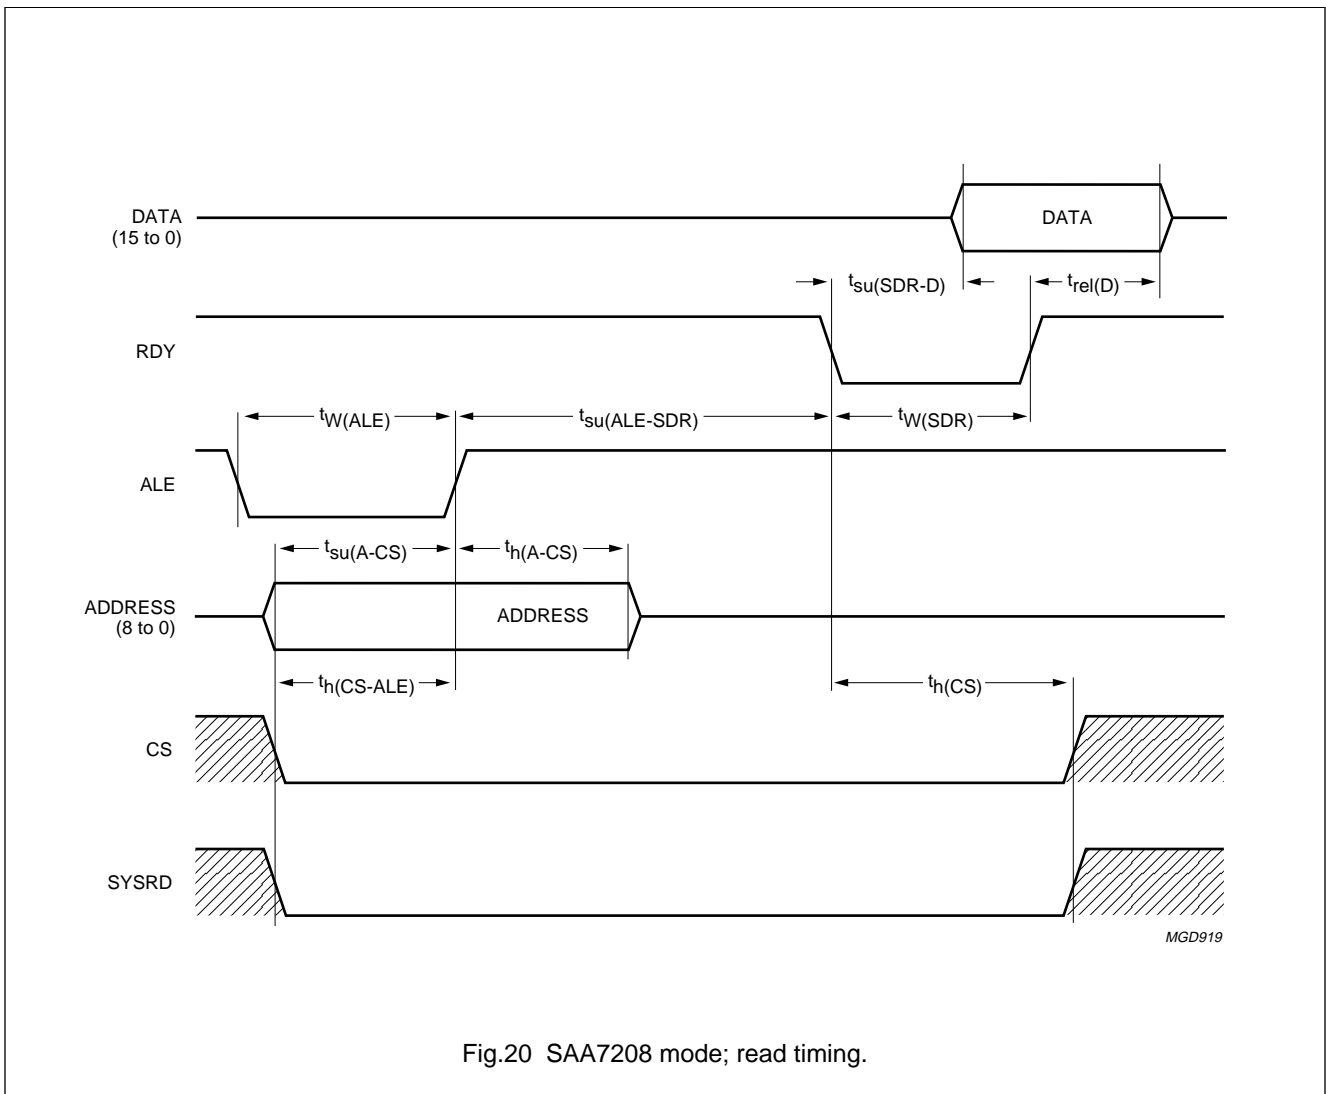 DATA
(15 to 0)
DATA
tsu(SDR-D)
trel(D)
RDY
tW(ALE)
tsu(ALE-SDR)
tW(SDR)
ALE
tsu(A-CS)
th(A-CS)
ADDRESS
(8 to 0)
ADDRESS
th(CS-ALE)
th(CS)
CS
SYSRD
MGD919
Fig.20 SAA7208 mode; read timing.